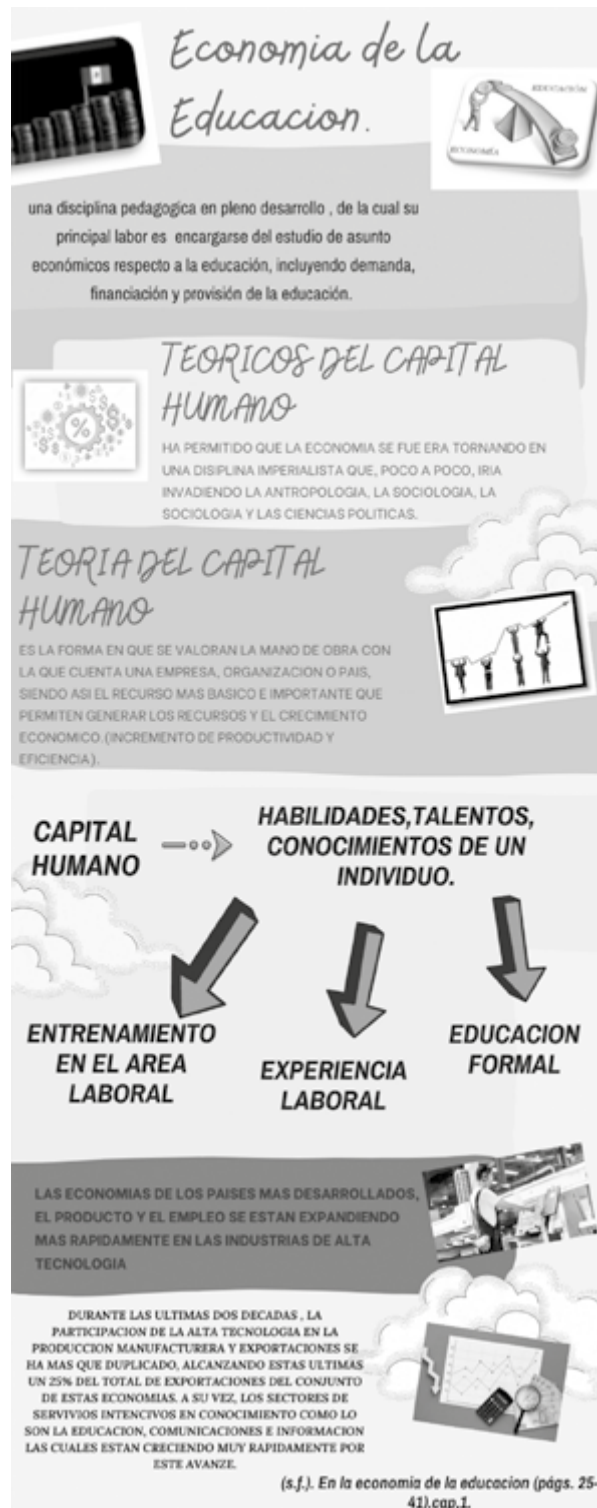 Economia de la
Educacion.
EDUCACIÓN
ECONOMÍA
una disciplina pedagogica en pleno desarrollo , de la cual su
principal labor es encargarse del estudio de asunto
económicos respecto a la educación, incluyendo demanda,
financiación y provisión de la educación.
TEORICOS DEL CAPITAL
HUMANO
%
HA PERMITIDO QUE LA ECONOMIA SE FUE ERA TORNANDO EN
UNA DISIPLINA IMPERIALISTA QUE, POCO A POCO, IRIA
INVADIENDO LA ANTROPOLOGIA, LA SOCIOLOGIA, LA
SOCIOLOGIA Y LAS CIENCIAS POLITICAS.
TEORIA DEL CAPITAL
HUMANO
ES LA FORMA EN QUE SE VALORAN LA MANO DE OBRA CON
LA QUE CUENTA UNA EMPRESA, ORGANIZACION O PAIS,
SIENDO ASI EL RECURSO MAS BASICO E IMPORTANTE QUE
PERMITEN GENERAR LOS RECURSOS Y EL CRECIMIENTO
ECONOMICO.(INCREMENTO DE PRODUCTIVIDAD Y
EFICIENCIA).
CAPITAL
HUMANO
HABILIDADES,TALENTOS,
CONOCIMIENTOS DE UN
INDIVIDUO.
ENTRENAMIENTO
EN EL AREA
LABORAL
EXPERIENCIA
LABORAL
EDUCACION
FORMAL
LAS ECONOMIAS DE LOS PAISES MAS DESARROLLADOS,
EL PRODUCTO Y EL EMPLEO SE ESTAN EXPANDIENDO
MAS RAPIDAMENTE EN LAS INDUSTRIAS DE ALTA
TECNOLOGIA
DURANTE LAS ULTIMAS DOS DECADAS , LA
PARTICIPACION DE LA ALTA TECNOLOGIA EN LA
PRODUCCION MANUFACTURERA Y EXPORTACIONES SE
HA MAS QUE DUPLICADO, ALCANZANDO ESTAS ULTIMAS
UN 25% DEL TOTAL DE EXPORTACIONES DEL CONJUNTO
DE ESTAS ECONOMIAS. A SU VEZ, LOS SECTORES DE
SERVIVIOS INTENCIVOS EN CONOCIMIENTO COMO LO
SON LA EDUCACION, COMUNICACIONES E INFORMACION
LAS CUALES ESTAN CRECIENDO MUY RAPIDAMENTE POR
ESTE AVANZE.
(s.f.). En la economia de la educacion (págs. 25-
41).cap.1.